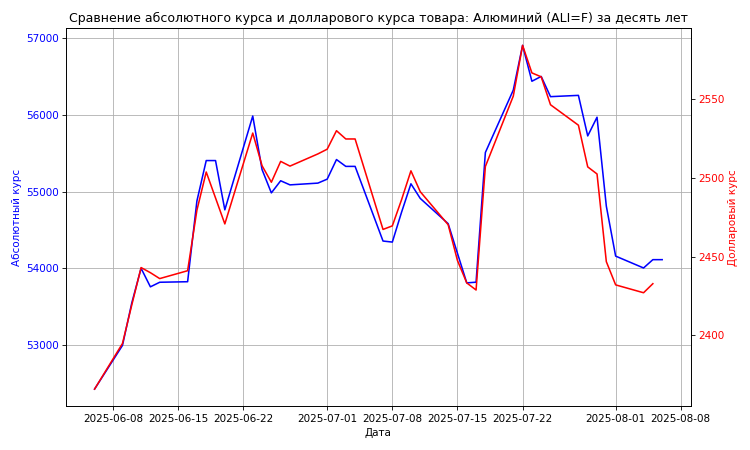 Сравнение абсолютного курса и долларового курса товара: Алюминий (ALI=F) за десять лет
57000
56000
55000
54000
53000
Абсолютный курс
2550
2500
2450
2400
Долларовый курс
2025-06-08 2025-06-15 2025-06-22 2025-07-01 2025-07-08 2025-07-15 2025-07-22 2025-08-01 2025-08-08
Дата